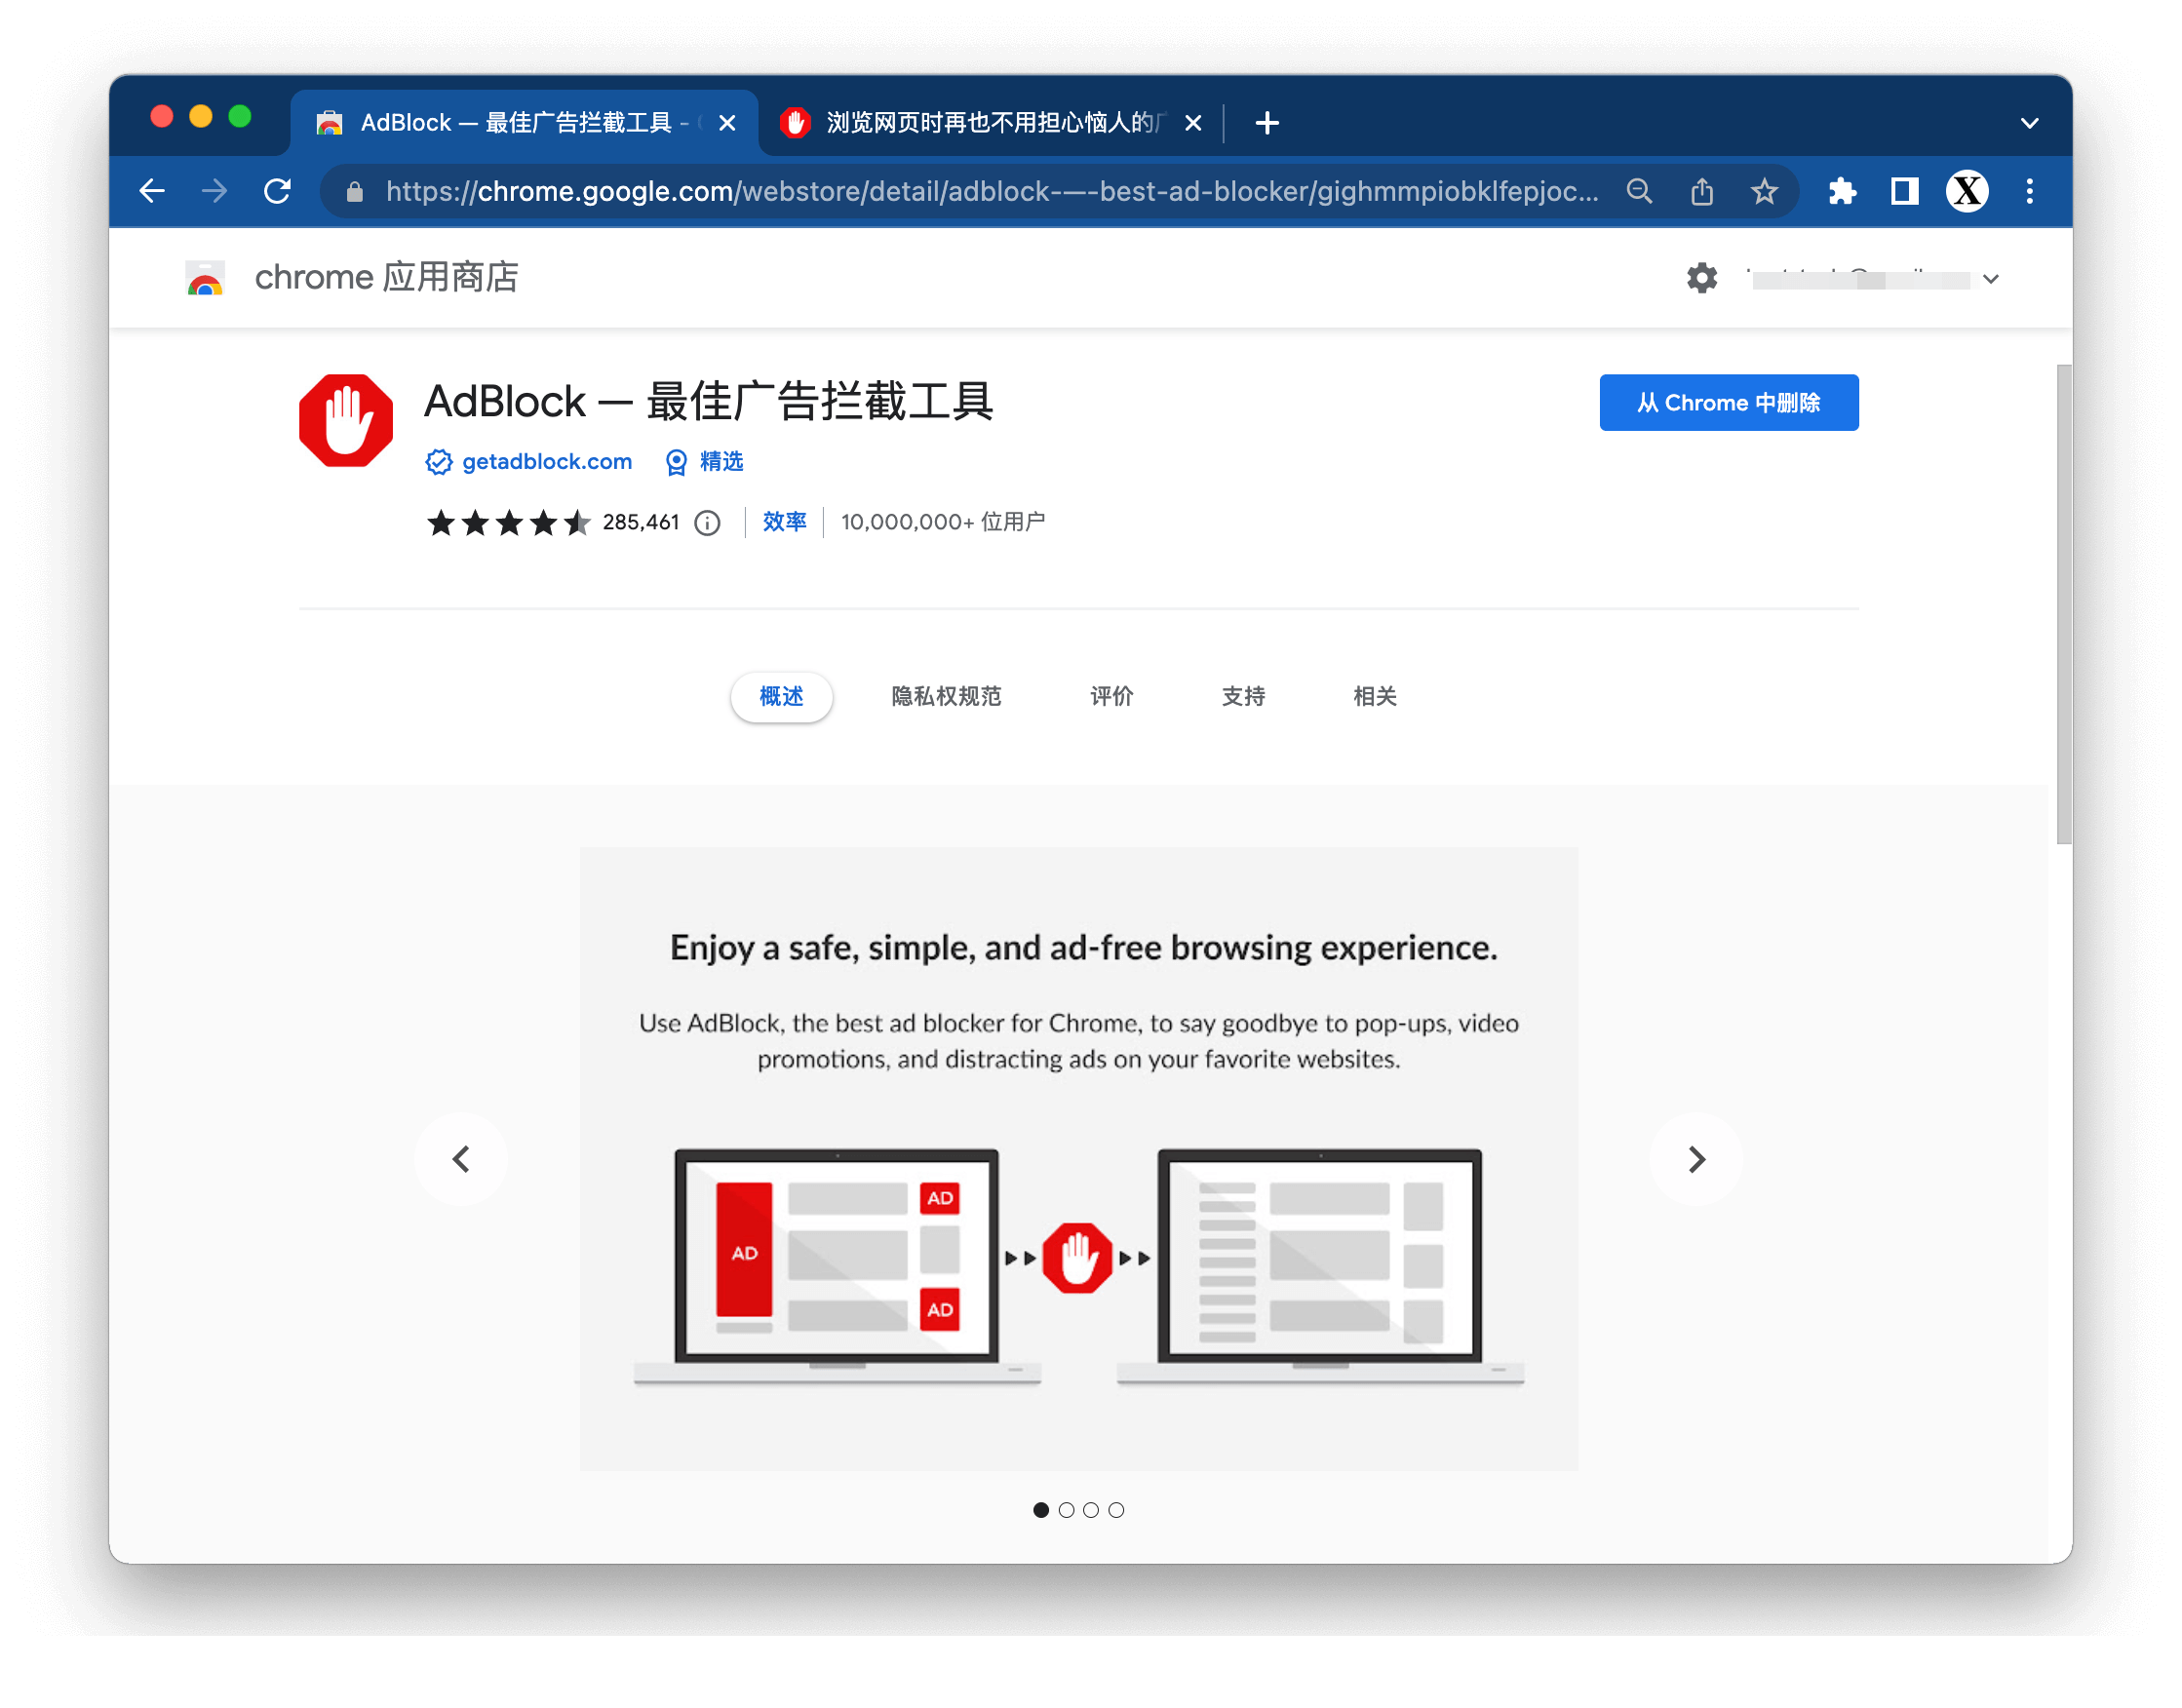 AdBlock — 最佳广告拦截工具 -
浏览网页时再也不用担心恼人的
https://chrome.google.com/webstore/detail/adblock-—-best-ad-blocker/gighmmpiobklfepjoc...
X
chrome 应用商店
AdBlock — 最佳广告拦截工具
从 Chrome 中删除
getadblock.com 精选
285,461 效率 10,000,000+ 位用户
概述 隐私权规范 评价 支持 相关
Enjoy a safe, simple, and ad-free browsing experience.
Use AdBlock, the best ad blocker for Chrome, to say goodbye to pop-ups, video
promotions, and distracting ads on your favorite websites.
AD
AD
AD